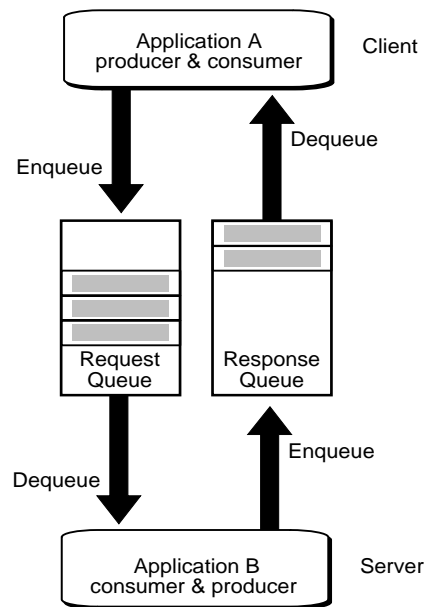 Application A
producer & consumer
Client
Enqueue
Dequeue
Request
Queue
Response
Queue
Dequeue
Enqueue
Application B
consumer & producer
Server